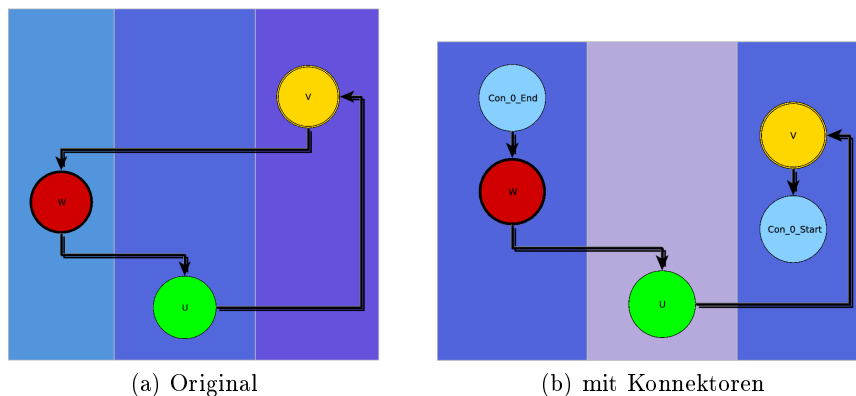 V
W
U
(a) Original
Con_0_End
V
W
Con_0_Start
U
(b) mit Konnektoren